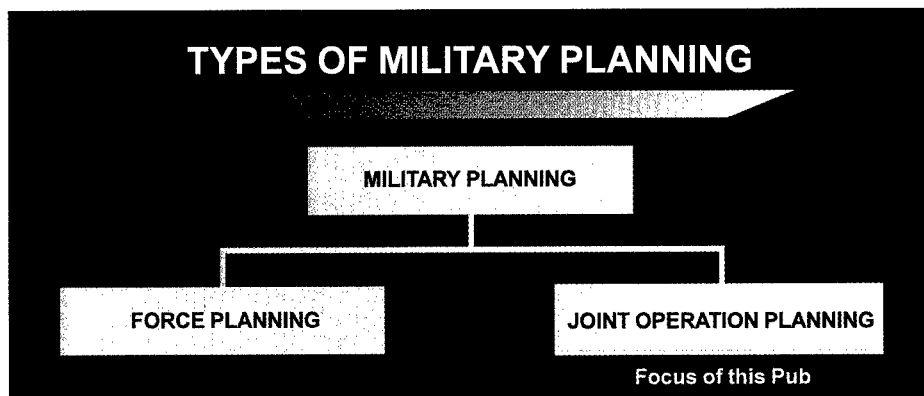 TYPES OF MILITARY PLANNING
MILITARY PLANNING
FORCE PLANNING
JOINT OPERATION PLANNING
Focus of this Pub